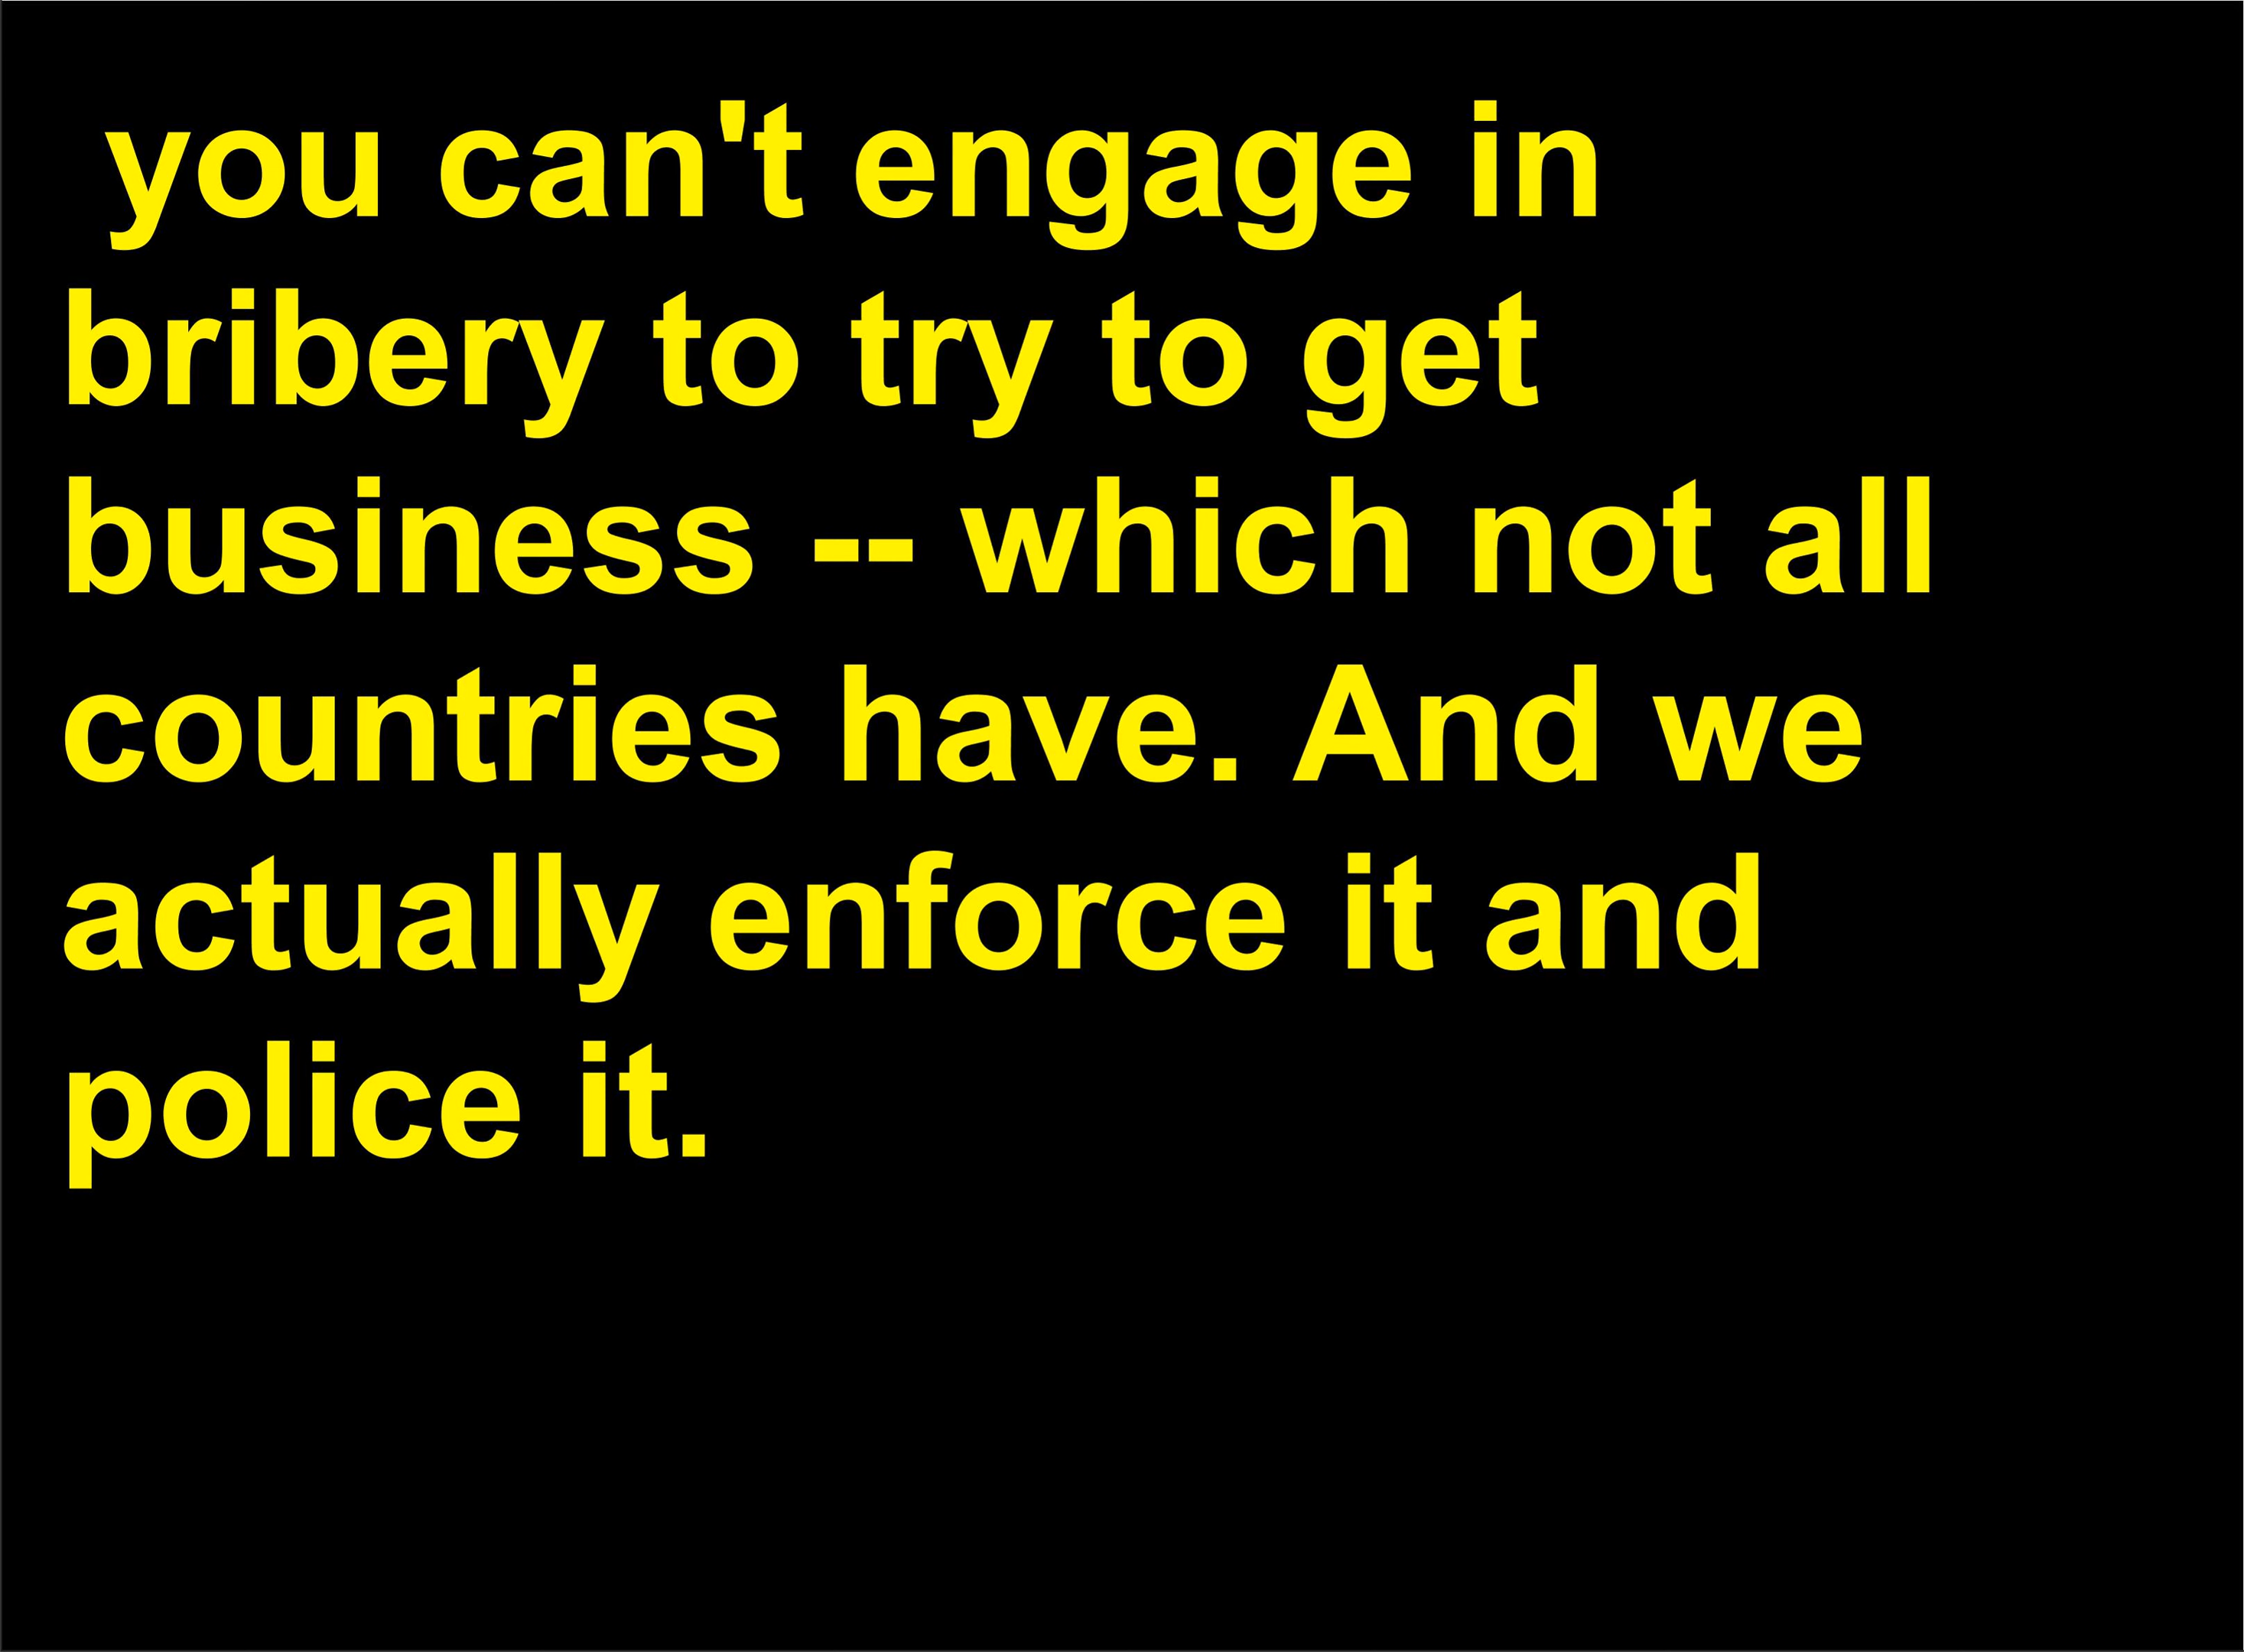 you can't engage in
bribery to try to get
business -- which not all
countries have. And we
actually enforce it and
police it.